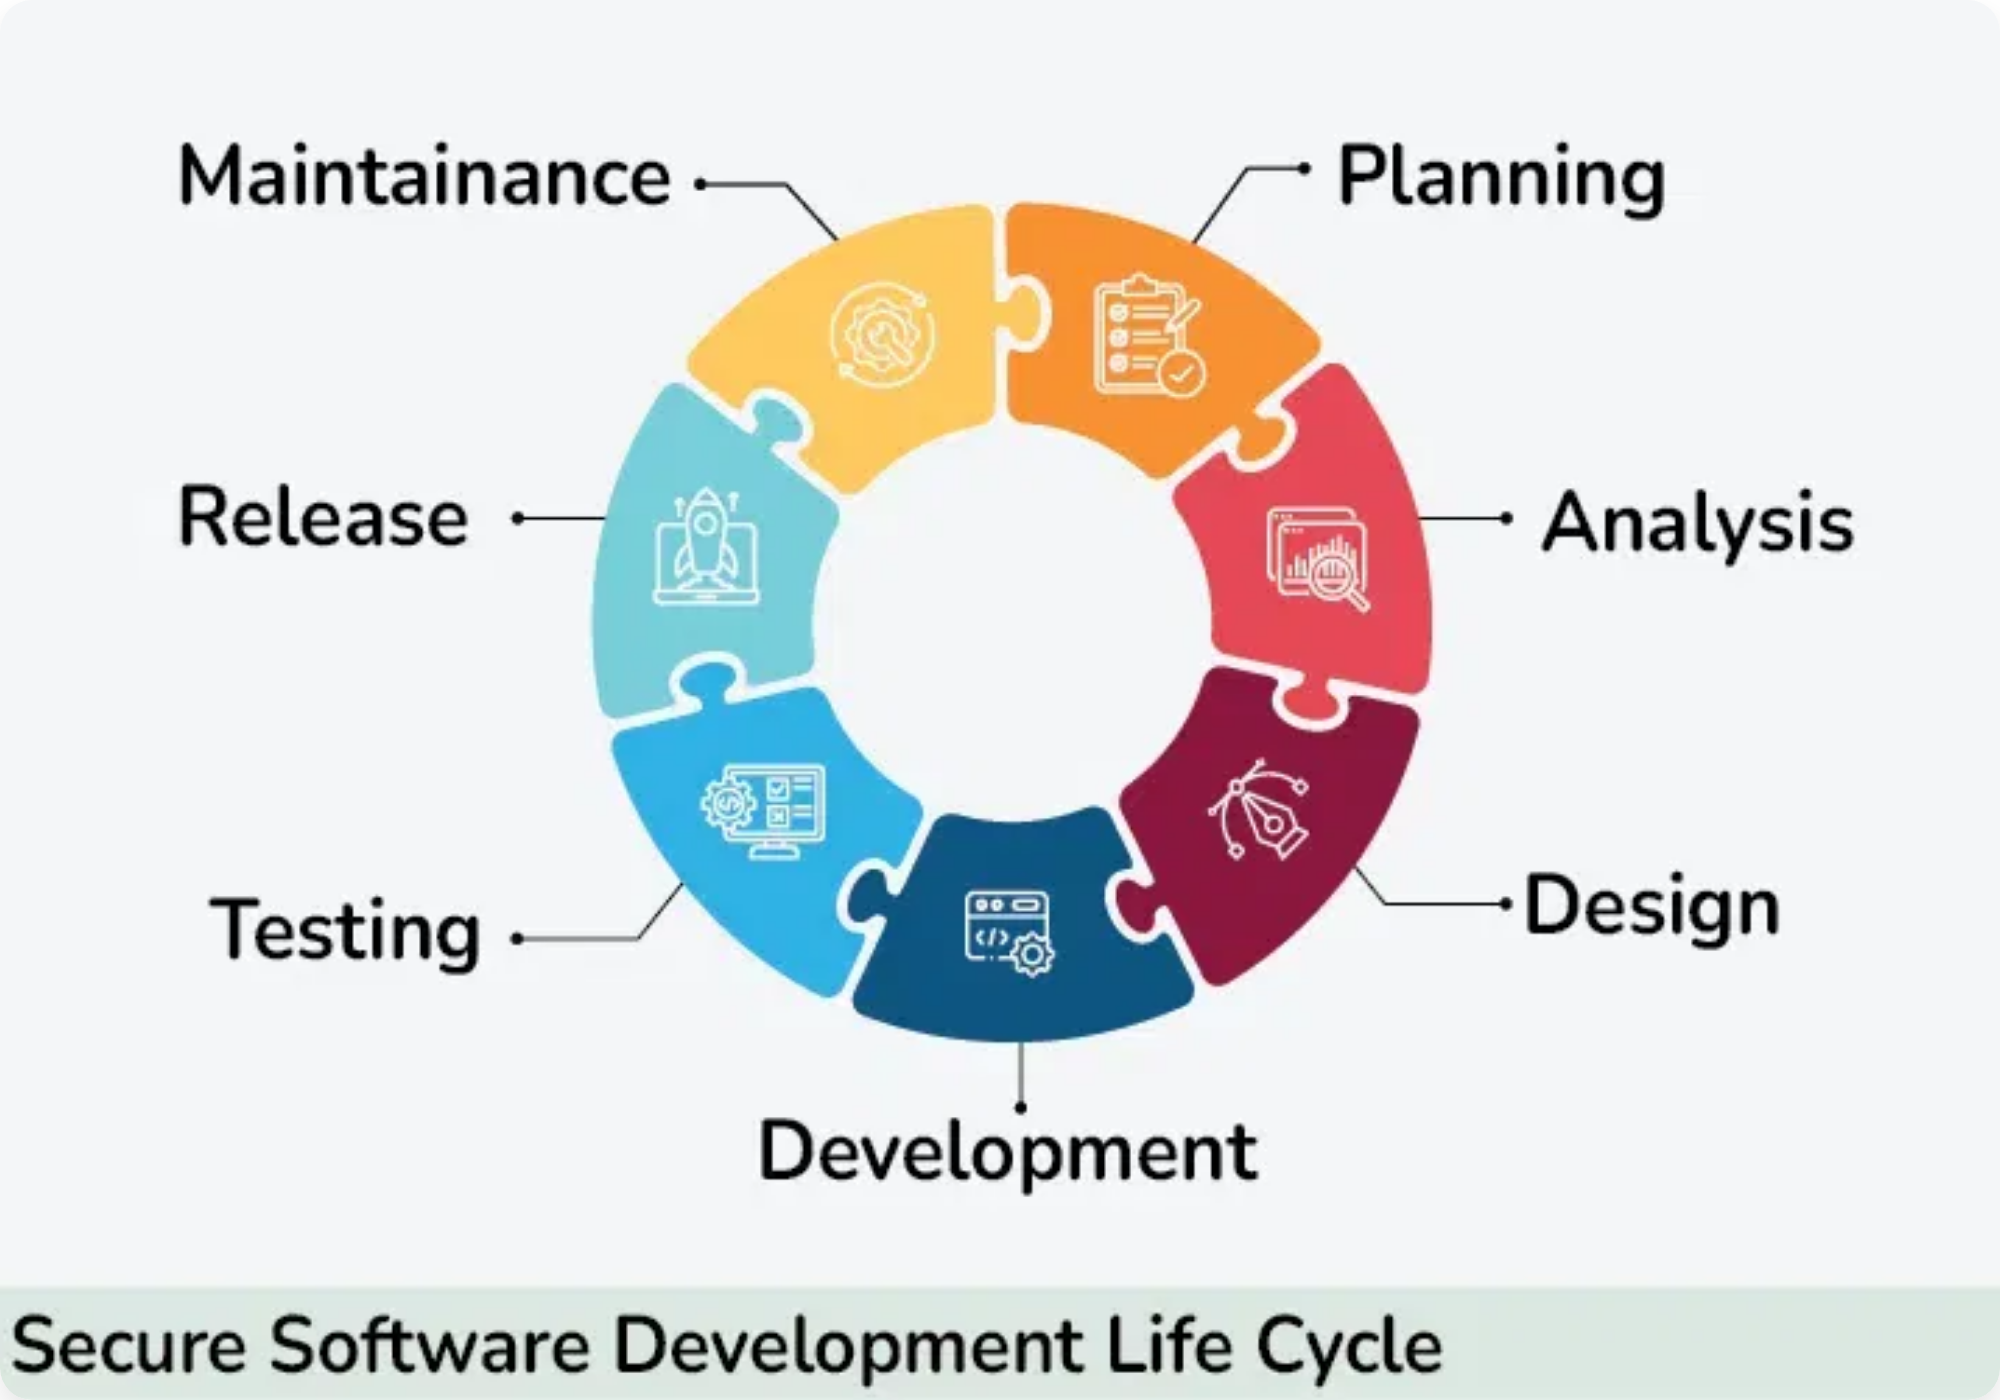 Maintainance
Planning
Release
Analysis
Testing
Design
Development
Secure Software Development Life Cycle